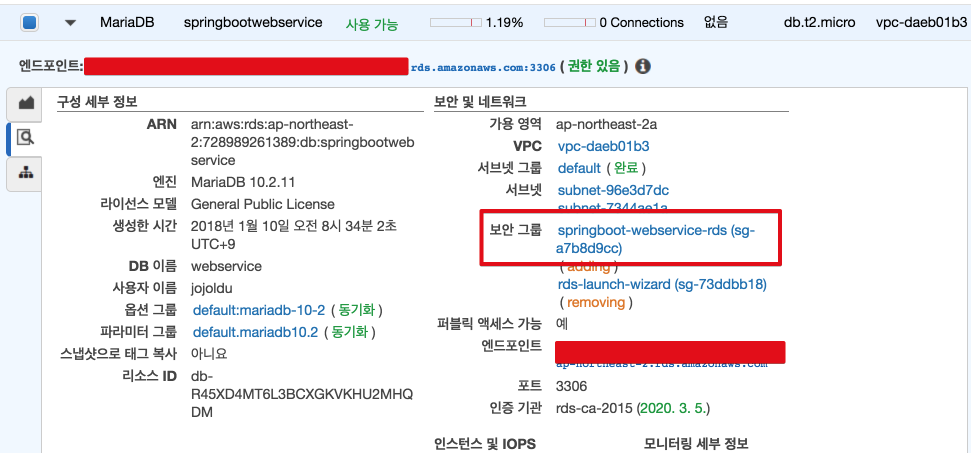 MariaDB springbootwebservice 사용 가능 1.19% 0 Connections 없음 db.t2.micro vpc-daeb01b3
엔드포인트: rds.amazonaws.com:3306 ( 권한 있음 )
구성 세부 정보
ARN arn:aws:rds:ap-northeast-
2:728989261389:db:springbootweb
service
엔진 MariaDB 10.2.11
라이선스 모델 General Public License
생성한 시간 2018년 1월 10일 오전 8시 34분 2초
UTC+9
DB 이름 webservice
사용자 이름 jojoldu
옵션 그룹 default:mariadb-10-2 ( 동기화 )
파라미터 그룹 default.mariadb10.2 ( 동기화 )
스냅샷으로 태그 복사 아니요
리소스 ID db-
R45XD4MT6L3BCXGKVKHU2MHQ
DM
보안 및 네트워크
가용 영역 ap-northeast-2a
VPC vpc-daeb01b3
서브넷 그룹 default ( 완료 )
서브넷 subnet-96e3d7dc
subnet-7344ae1a
보안 그룹 springboot-webservice-rds (sg-
a7b8d9cc)
( adding )
rds-launch-wizard (sg-73ddbb18)
( removing )
퍼블릭 액세스 가능 예
엔드포인트
ap-northeast-2.rds.amazonaws.com
포트 3306
인증 기관 rds-ca-2015 (2020. 3. 5.)
인스턴스 및 IOPS 모니터링 세부 정보